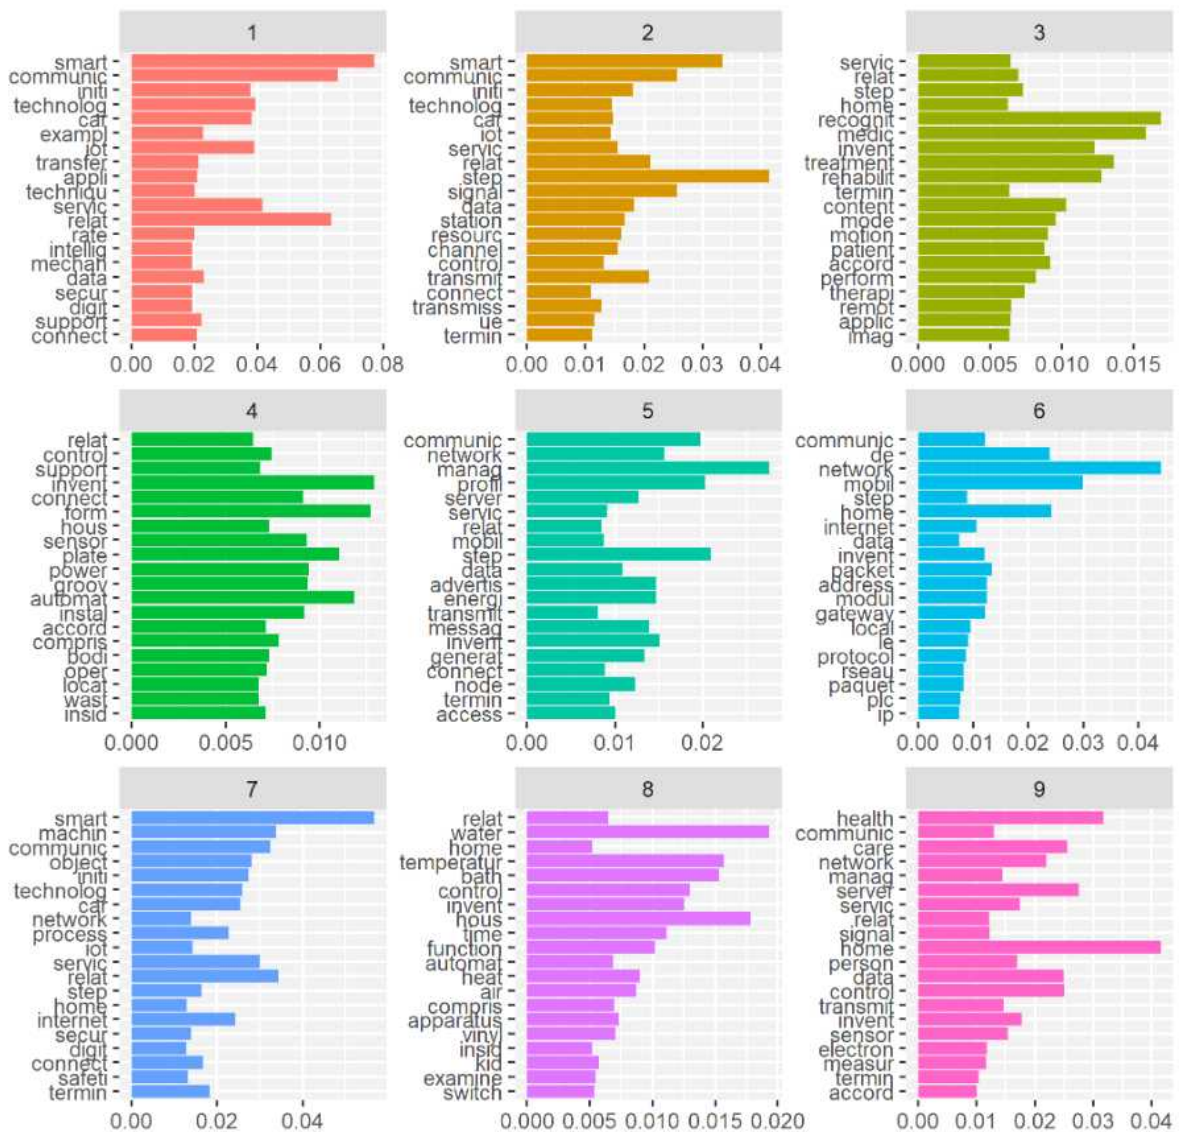 1
smart
communic
initi
technolog
car
exampl
iot
transfer
appli
techniqu
servic
relat
rate
intellig
mechan
data
secur
digit
support
connect
0.00 0.02 0.04 0.06 0.08
2
smart
communic
initi
technolog
car
iot
servic
relat
step
signal
data
station
resourc
channel
control
transmit
connect
transmiss
ue
termin
0.00 0.01 0.02 0.03 0.04
3
servic
relat
step
home
recognit
medic
invent
treatment
rehabilit
termin
content
mode
motion
patient
accord
perform
therapi
remot
applic
imag
0.000 0.005 0.010 0.015
4
relat
control
support
invent
connect
form
hous
sensor
plate
power
groov
automat
instal
accord
compris
bodi
oper
locat
wast
insid
0.000 0.005 0.010
5
communic
network
manag
profil
server
servic
relat
mobil
step
data
advertis
energi
transmit
messag
invent
generat
connect
node
termin
access
0.00 0.01 0.02
6
communic
de
network
mobil
step
home
internet
data
invent
packet
address
modul
gateway
local
le
protocol
rseau
paquet
plc
ip
0.00 0.01 0.02 0.03 0.04
7
smart
machin
communic
object
initi
technolog
car
network
process
iot
servic
relat
step
home
internet
secur
digit
connect
safeti
termin
0.00 0.02 0.04
8
relat
water
home
temperatur
bath
control
invent
hous
time
function
automat
heat
air
compris
apparatus
vinyl
insid
kid
examine
switch
0.000 0.005 0.010 0.015 0.020
9
health
communic
care
network
manag
server
servic
relat
signal
home
person
data
control
transmit
invent
sensor
electron
measur
termin
accord
0.00 0.01 0.02 0.03 0.04